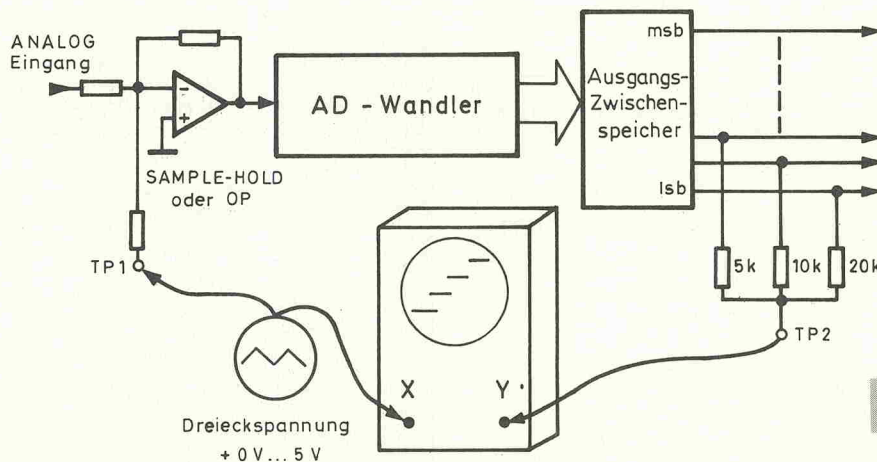 ANALOG
Eingang
-
+
SAMPLE-HOLD
oder OP
AD - Wandler
Ausgangs-
Zwischen-
speicher
msb
lsb
5k
10k
20k
TP1
TP2
X
Y
Dreieckspannung
+ 0 V... 5 V